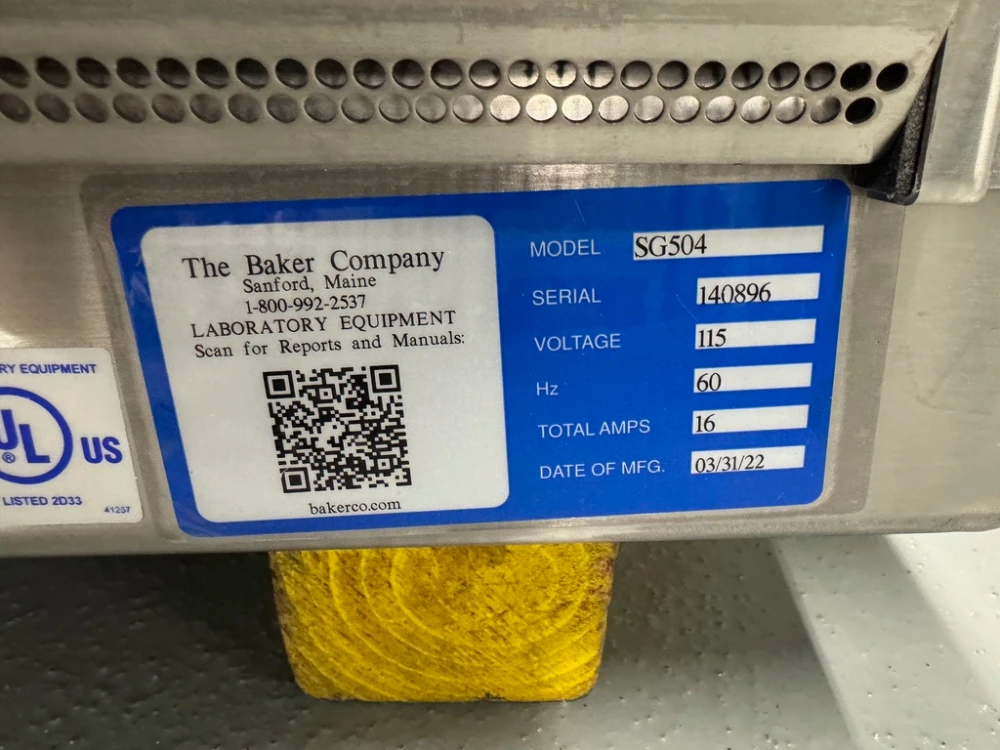 The Baker Company
Sanford, Maine
1-800-992-2537
LABORATORY EQUIPMENT
Scan for Reports and Manuals:
bakerco.com
MODEL SG504
SERIAL 140896
VOLTAGE 115
Hz 60
TOTAL AMPS 16
DATE OF MFG. 03/31/22
RY EQUIPMENT
UL US
®
LISTED 2D33
41257